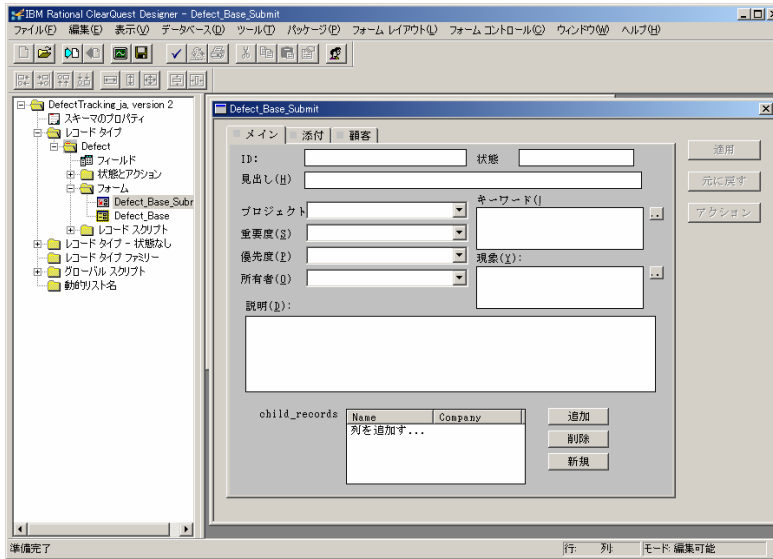 IBM Rational ClearQuest Designer - Defect_Base_Submit
ファイル(F) 編集(E) 表示(V) データベース(D) ツール(T) パッケージ(P) フォーム レイアウト(L) フォーム コントロール(C) ウィンドウ(W) ヘルプ(H)
DefectTracking_ja, version 2
スキーマのプロパティ
レコード タイプ
Defect
フィールド
状態とアクション
フォーム
Defect_Base_Subr
Defect_Base
レコード スクリプト
レコード タイプ - 状態なし
レコード タイプ ファミリー
グローバル スクリプト
動的リスト名
Defect_Base_Submit
メイン 添付 顧客
ID: 状態
見出し(H)
プロジェクト キーワード(
重要度(S)
優先度(P) 現象(Y):
所有者(O)
説明(D):
child_records Name Company
列を追加す...
追加
削除
新規
適用
元に戻す
アクション
準備完了 行: 列: モード: 編集可能